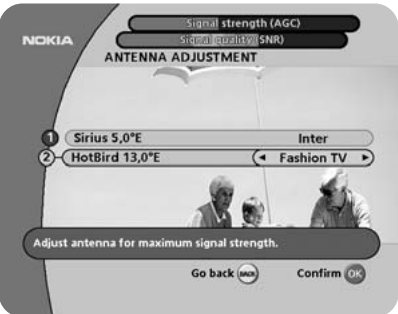 Signal strength (AGC)
Signal quality (SNR)
NOKIA
ANTENNA ADJUSTMENT
1 Sirius 5,0°E Inter
2 HotBird 13,0°E Fashion TV
Adjust antenna for maximum signal strength.
Go back BACK Confirm OK